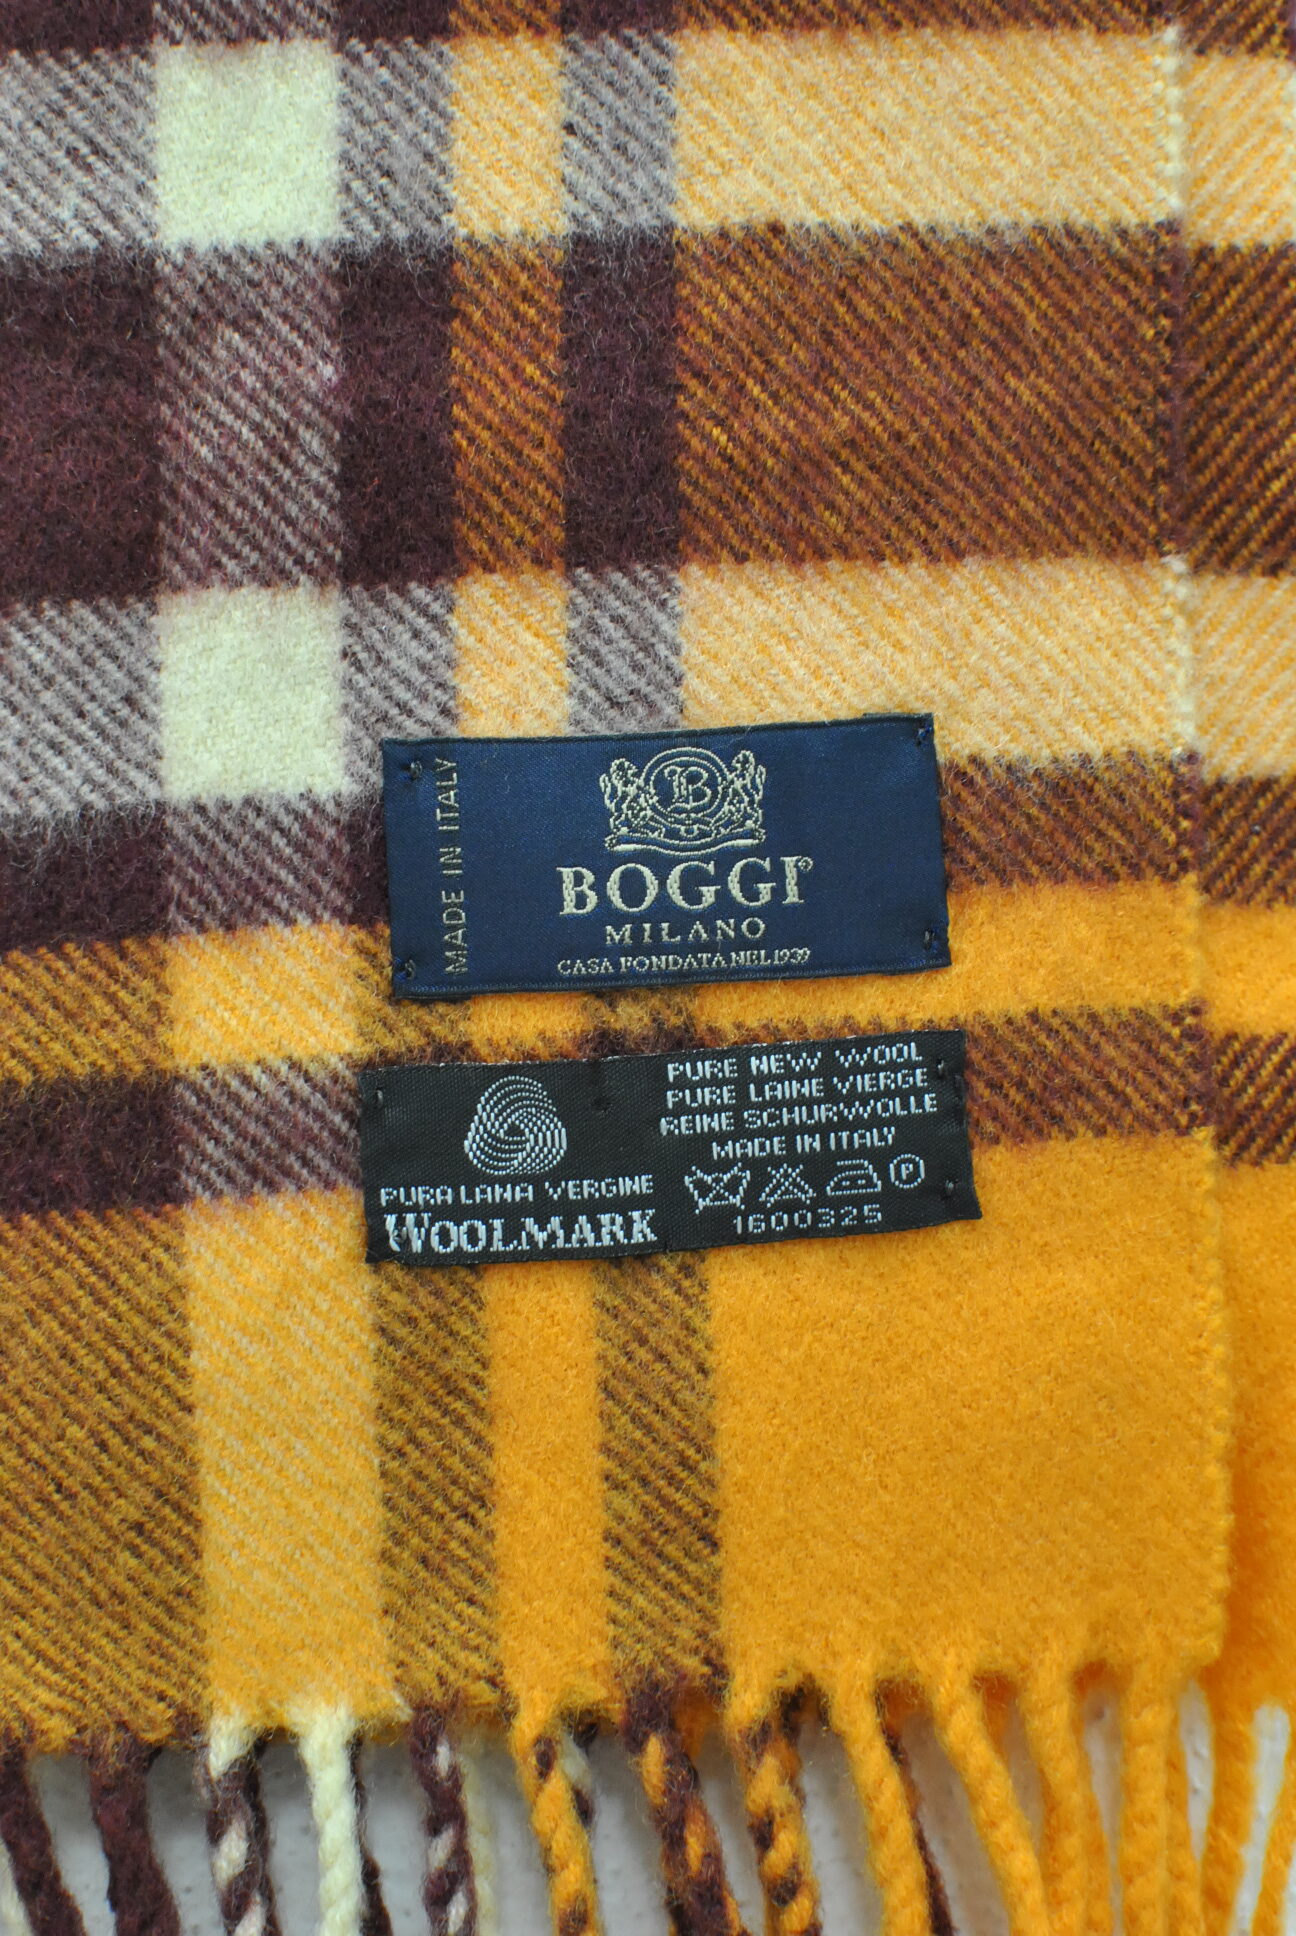 MADE IN ITALY
B
BOGGI®
MILANO
CASA FONDATA NEL 1939
PURA LANA VERGINE
WOOLMARK
PURE NEW WOOL
PURE LAINE VIERGE
REINE SCHURWOLLE
MADE IN ITALY
P
1600325